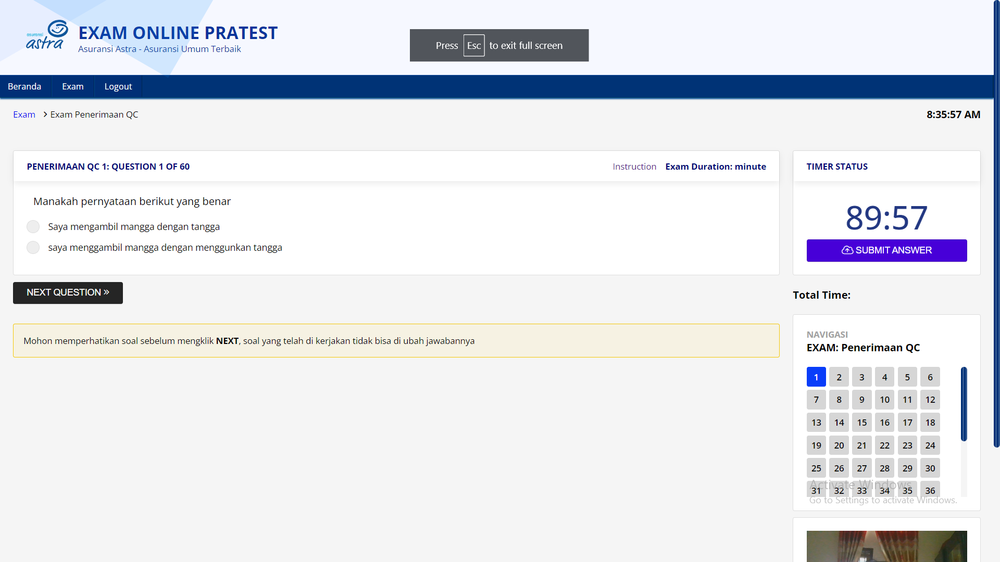 asuransi
astra
EXAM ONLINE PRATEST
Asuransi Astra - Asuransi Umum Terbaik
Press Esc to exit full screen
Beranda
Exam
Logout
Exam > Exam Penerimaan QC
8:35:57 AM
PENERIMAAN QC 1: QUESTION 1 OF 60
Instruction
Exam Duration: minute
Manakah pernyataan berikut yang benar
Saya mengambil mangga dengan tangga
saya menggambil mangga dengan menggunkan tangga
NEXT QUESTION »
Mohon memperhatikan soal sebelum mengklik NEXT, soal yang telah di kerjakan tidak bisa di ubah jawabannya
TIMER STATUS
89:57
SUBMIT ANSWER
Total Time:
NAVIGASI
EXAM: Penerimaan QC
1 2 3 4 5 6
7 8 9 10 11 12
13 14 15 16 17 18
19 20 21 22 23 24
25 26 27 28 29 30
31 32 33 34 35 36
Activate Windows
Go to Settings to activate Windows.